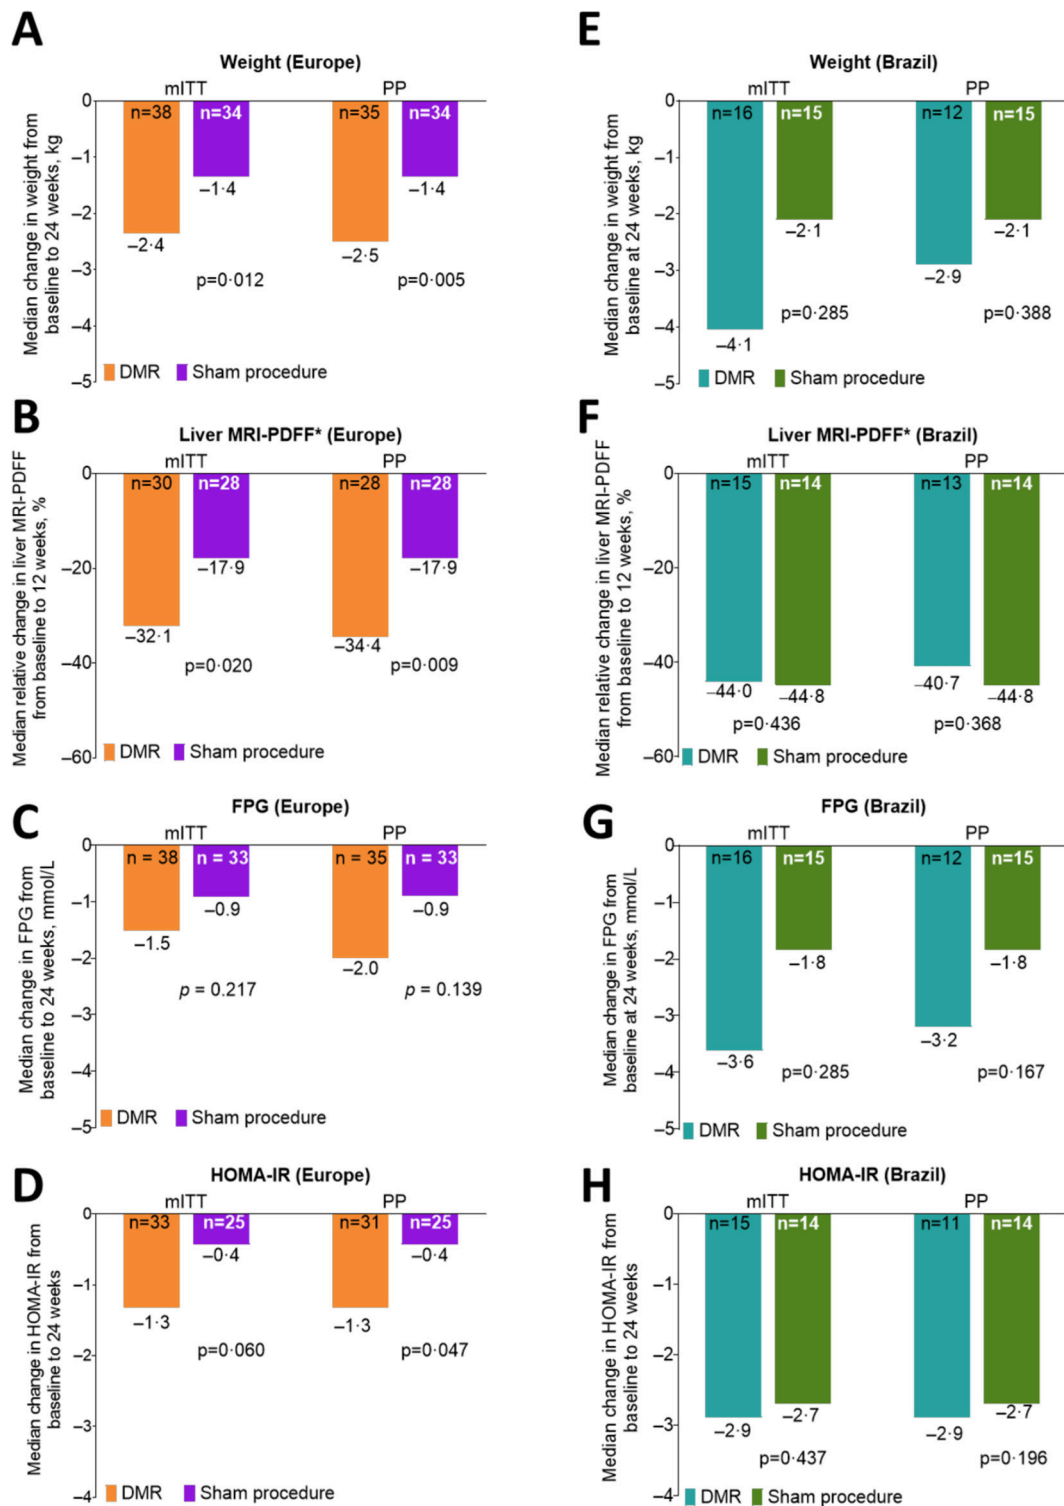 A
Weight (Europe)
mITT PP
n=38 n=34 n=35 n=34
Median change in weight from
baseline to 24 weeks, kg
0
–1
–2
–3
–4
–5
–2·4 –1·4 –2·5 –1·4
p=0·012 p=0·005
DMR Sham procedure
E
Weight (Brazil)
mITT PP
n=16 n=15 n=12 n=15
Median change in weight from
baseline at 24 weeks, kg
0
–1
–2
–3
–4
–5
–4·1 –2·1 –2·9 –2·1
p=0·285 p=0·388
DMR Sham procedure
B
Liver MRI-PDFF* (Europe)
mITT PP
n=30 n=28 n=28 n=28
Median relative change in liver MRI-PDFF
from baseline to 12 weeks, %
0
–20
–40
–60
–32·1 –17·9 –34·4 –17·9
p=0·020 p=0·009
DMR Sham procedure
F
Liver MRI-PDFF* (Brazil)
mITT PP
n=15 n=14 n=13 n=14
Median relative change in liver MRI-PDFF
from baseline to 12 weeks, %
0
–20
–40
–60
–44·0 –44·8 –40·7 –44·8
p=0·436 p=0·368
DMR Sham procedure
C
FPG (Europe)
mITT PP
n = 38 n = 33 n = 35 n = 33
Median change in FPG from
baseline to 24 weeks, mmol/L
0
–1
–2
–3
–4
–5
–1.5 –0.9 –2.0 –0.9
p = 0.217 p = 0.139
DMR Sham procedure
G
FPG (Brazil)
mITT PP
n=16 n=15 n=12 n=15
Median change in FPG from
baseline at 24 weeks, mmol/L
0
–1
–2
–3
–4
–5
–3·6 –1·8 –3·2 –1·8
p=0·285 p=0·167
DMR Sham procedure
D
HOMA-IR (Europe)
mITT PP
n=33 n=25 n=31 n=25
Median change in HOMA-IR from
baseline to 24 weeks
0
–1
–2
–3
–4
–1·3 –0·4 –1·3 –0·4
p=0·060 p=0·047
DMR Sham procedure
H
HOMA-IR (Brazil)
mITT PP
n=15 n=14 n=11 n=14
Median change in HOMA-IR from
baseline to 24 weeks
0
–1
–2
–3
–4
–2·9 –2·7 –2·9 –2·7
p=0·437 p=0·196
DMR Sham procedure